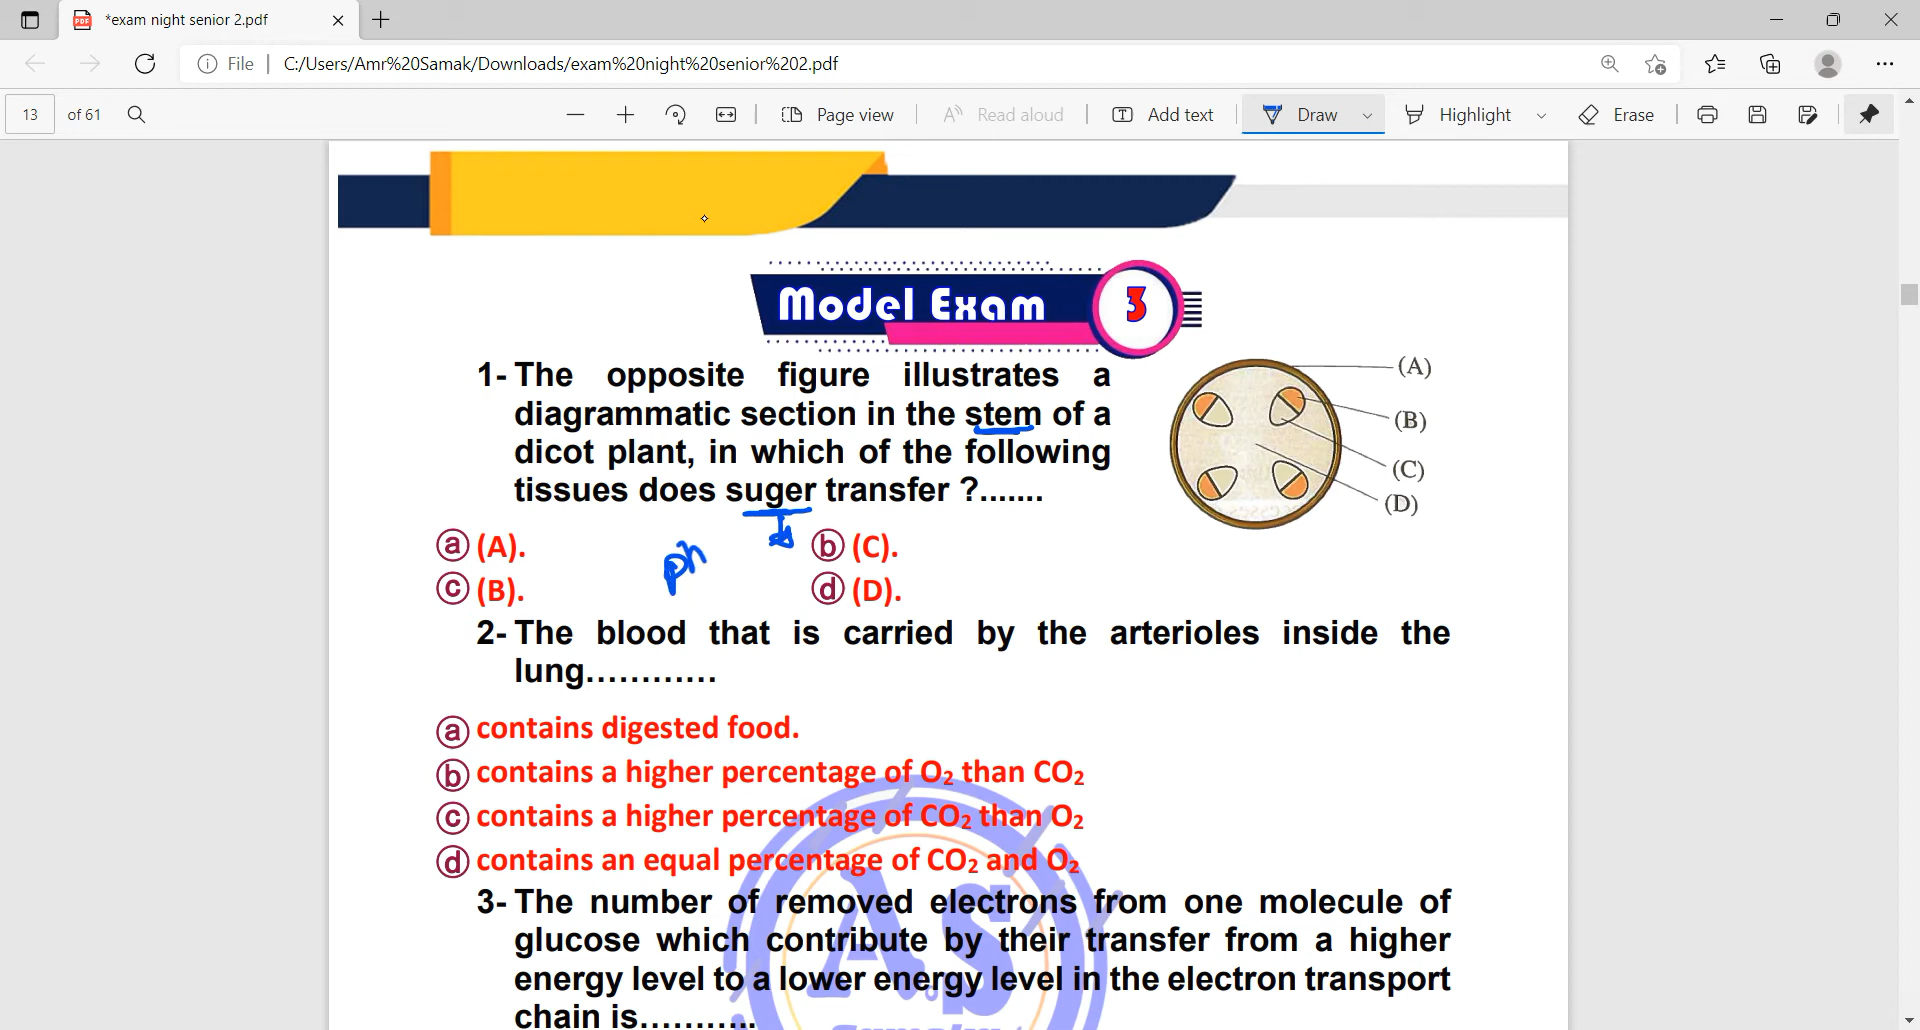 *exam night senior 2.pdf
File
C:/Users/Amr%20Samak/Downloads/exam%20night%20senior%202.pdf
13 of 61
Page view
Read aloud
Add text
Draw
Highlight
Erase
Model Exam 3
1- The opposite figure illustrates a
diagrammatic section in the stem of a
dicot plant, in which of the following
tissues does suger transfer ?.......
(A)
(B)
(C)
(D)
ph
a (A). b (C).
c (B). d (D).
2- The blood that is carried by the arterioles inside the
lung............
a contains digested food.
b contains a higher percentage of O₂ than CO₂
c contains a higher percentage of CO₂ than O₂
d contains an equal percentage of CO₂ and O₂
3- The number of removed electrons from one molecule of
glucose which contribute by their transfer from a higher
energy level to a lower energy level in the electron transport
chain is...........
AS